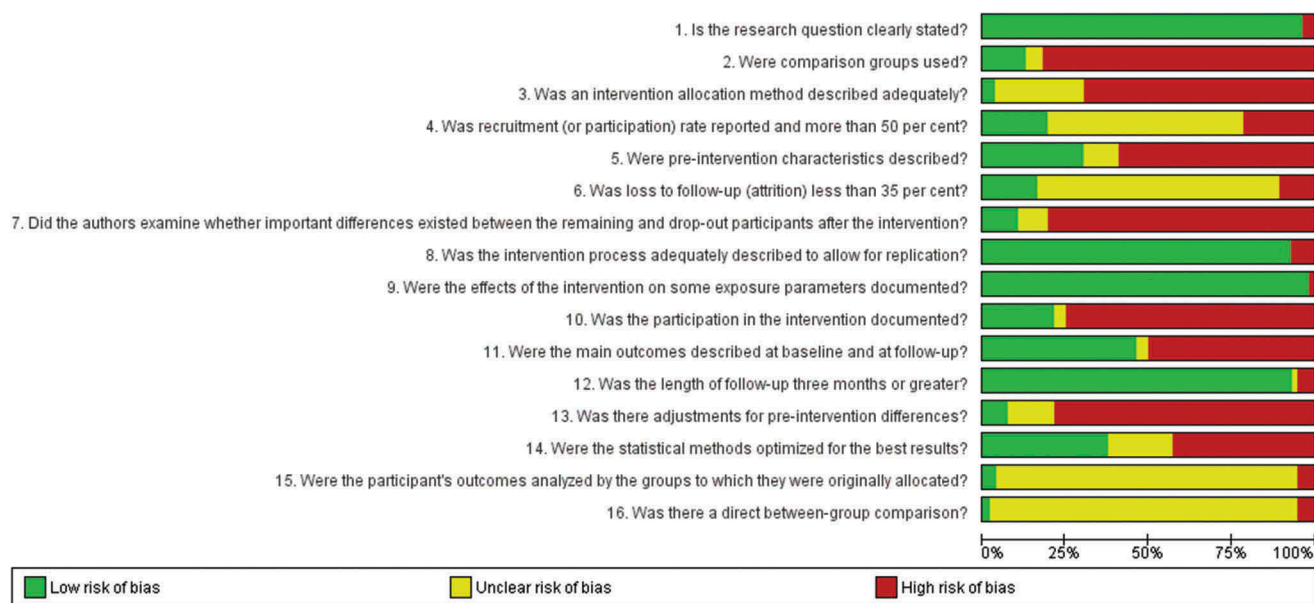 1. Is the research question clearly stated?
2. Were comparison groups used?
3. Was an intervention allocation method described adequately?
4. Was recruitment (or participation) rate reported and more than 50 per cent?
5. Were pre-intervention characteristics described?
6. Was loss to follow-up (attrition) less than 35 per cent?
7. Did the authors examine whether important differences existed between the remaining and drop-out participants after the intervention?
8. Was the intervention process adequately described to allow for replication?
9. Were the effects of the intervention on some exposure parameters documented?
10. Was the participation in the intervention documented?
11. Were the main outcomes described at baseline and at follow-up?
12. Was the length of follow-up three months or greater?
13. Was there adjustments for pre-intervention differences?
14. Were the statistical methods optimized for the best results?
15. Were the participant's outcomes analyzed by the groups to which they were originally allocated?
16. Was there a direct between-group comparison?
0% 25% 50% 75% 100%
Low risk of bias Unclear risk of bias High risk of bias